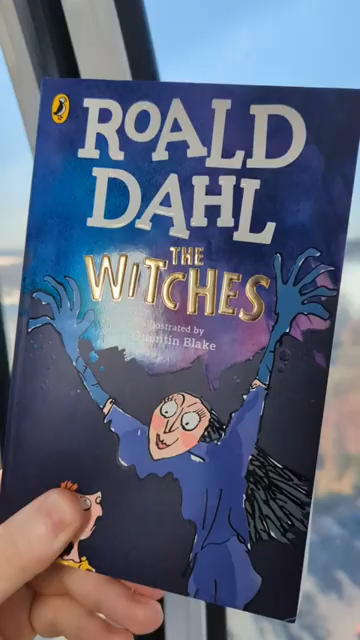 ROALD
DAHL
THE
WITCHES
Illustrated by
Quentin Blake